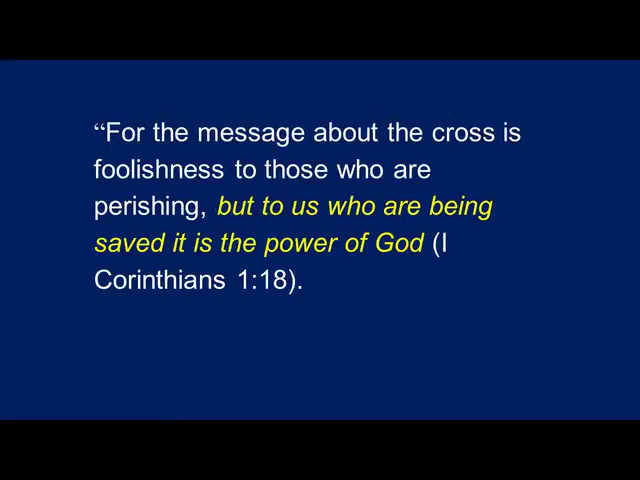 “For the message about the cross is
foolishness to those who are
perishing, but to us who are being
saved it is the power of God (I
Corinthians 1:18).